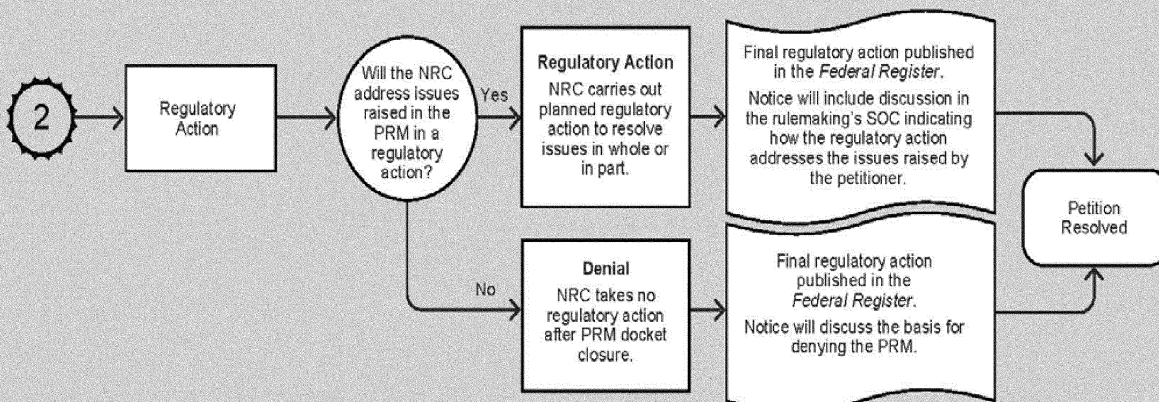 2
Regulatory
Action
Will the NRC
address issues
raised in the
PRM in a
regulatory
action?
Yes
Regulatory Action
NRC carries out
planned regulatory
action to resolve
issues in whole or
in part.
Final regulatory action published
in the Federal Register.
Notice will include discussion in
the rulemaking's SOC indicating
how the regulatory action
addresses the issues raised by
the petitioner.
No
Denial
NRC takes no
regulatory action
after PRM docket
closure.
Final regulatory action
published in the
Federal Register.
Notice will discuss the basis for
denying the PRM.
Petition
Resolved